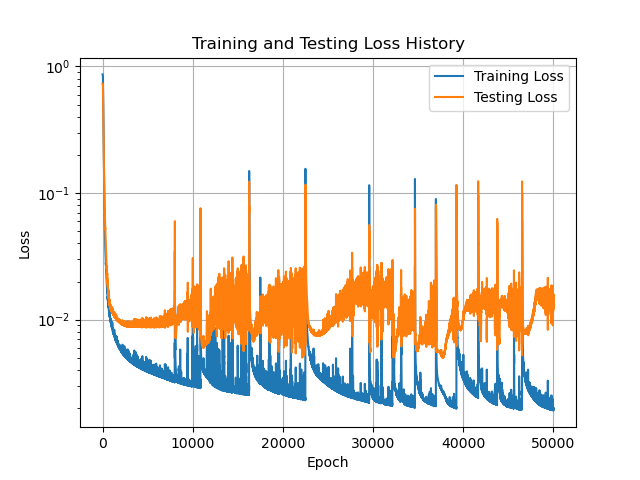 Training and Testing Loss History
Training Loss
Testing Loss
Loss
10⁰
10⁻¹
10⁻²
0 10000 20000 30000 40000 50000
Epoch